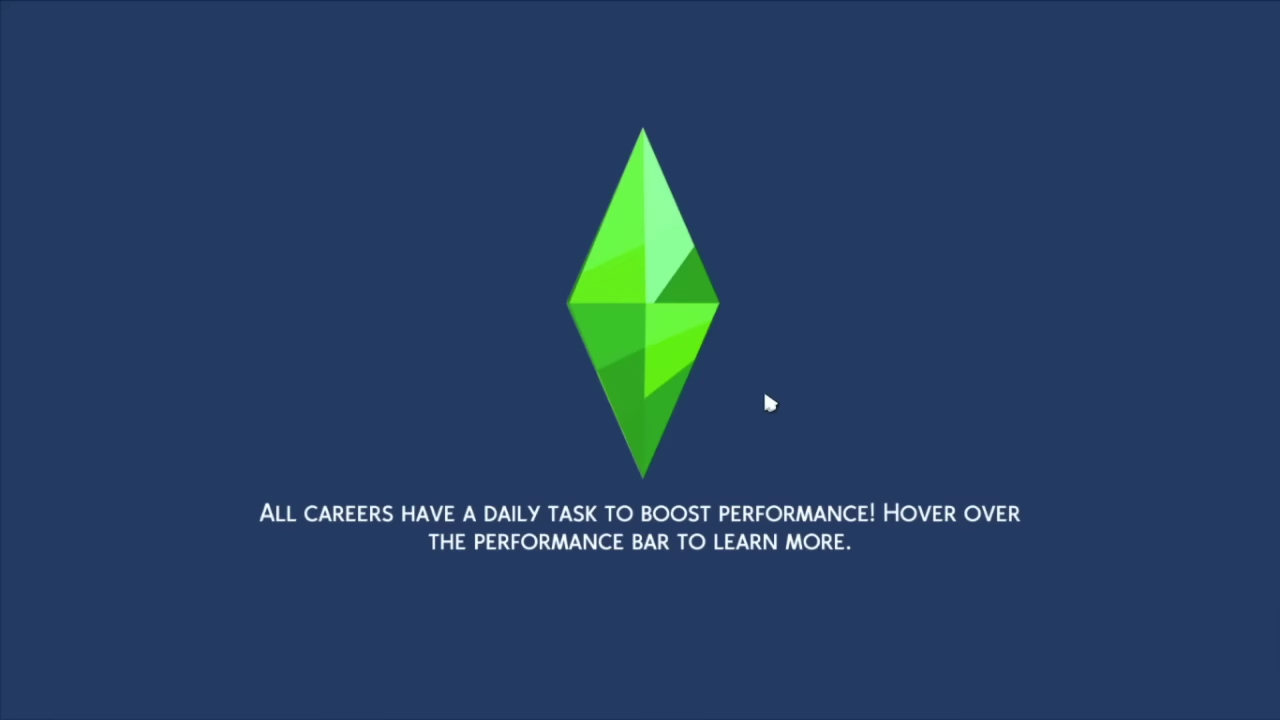 All careers have a daily task to boost performance! Hover over
the performance bar to learn more.